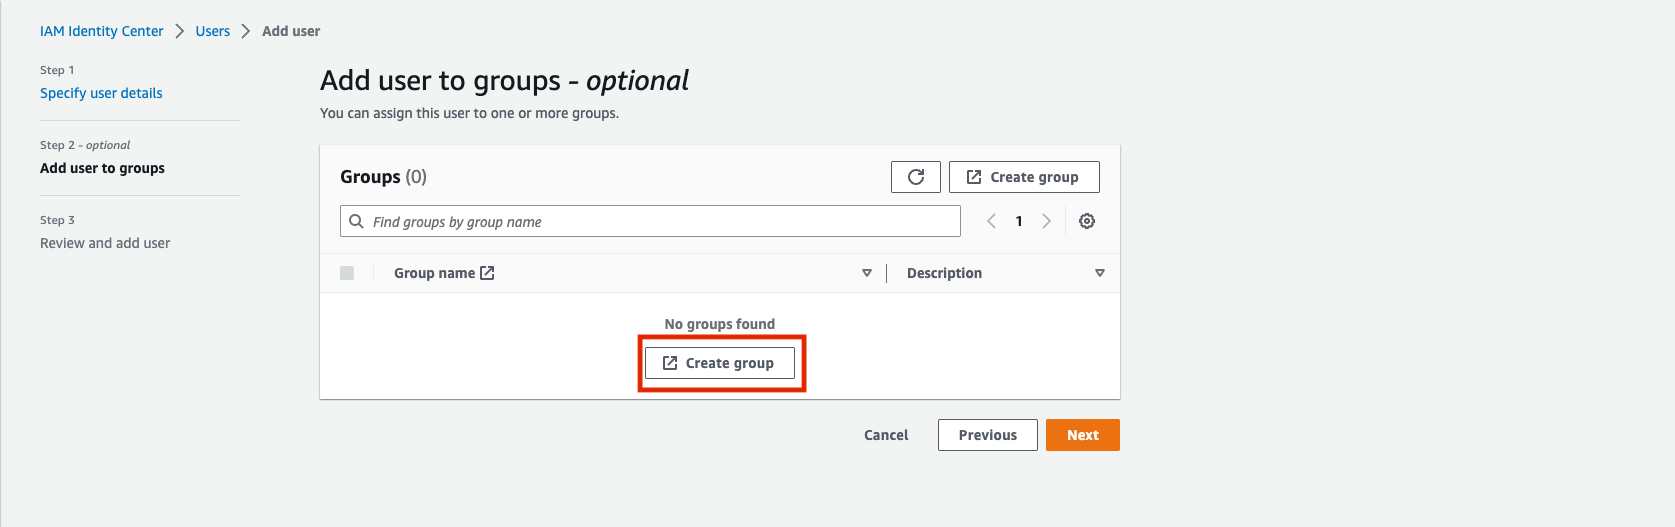 IAM Identity Center > Users > Add user
Step 1
Specify user details
Step 2 - optional
Add user to groups
Step 3
Review and add user
Add user to groups - optional
You can assign this user to one or more groups.
Groups (0)
Create group
Find groups by group name
1
Group name
Description
No groups found
Create group
Cancel
Previous
Next